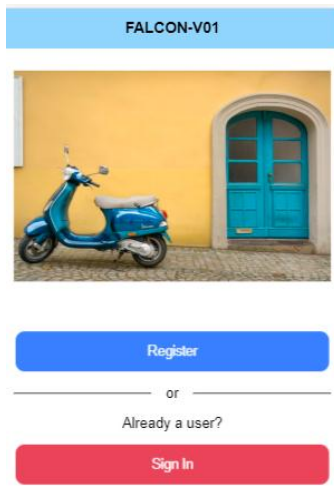 FALCON-V01
Register
or
Already a user?
Sign In